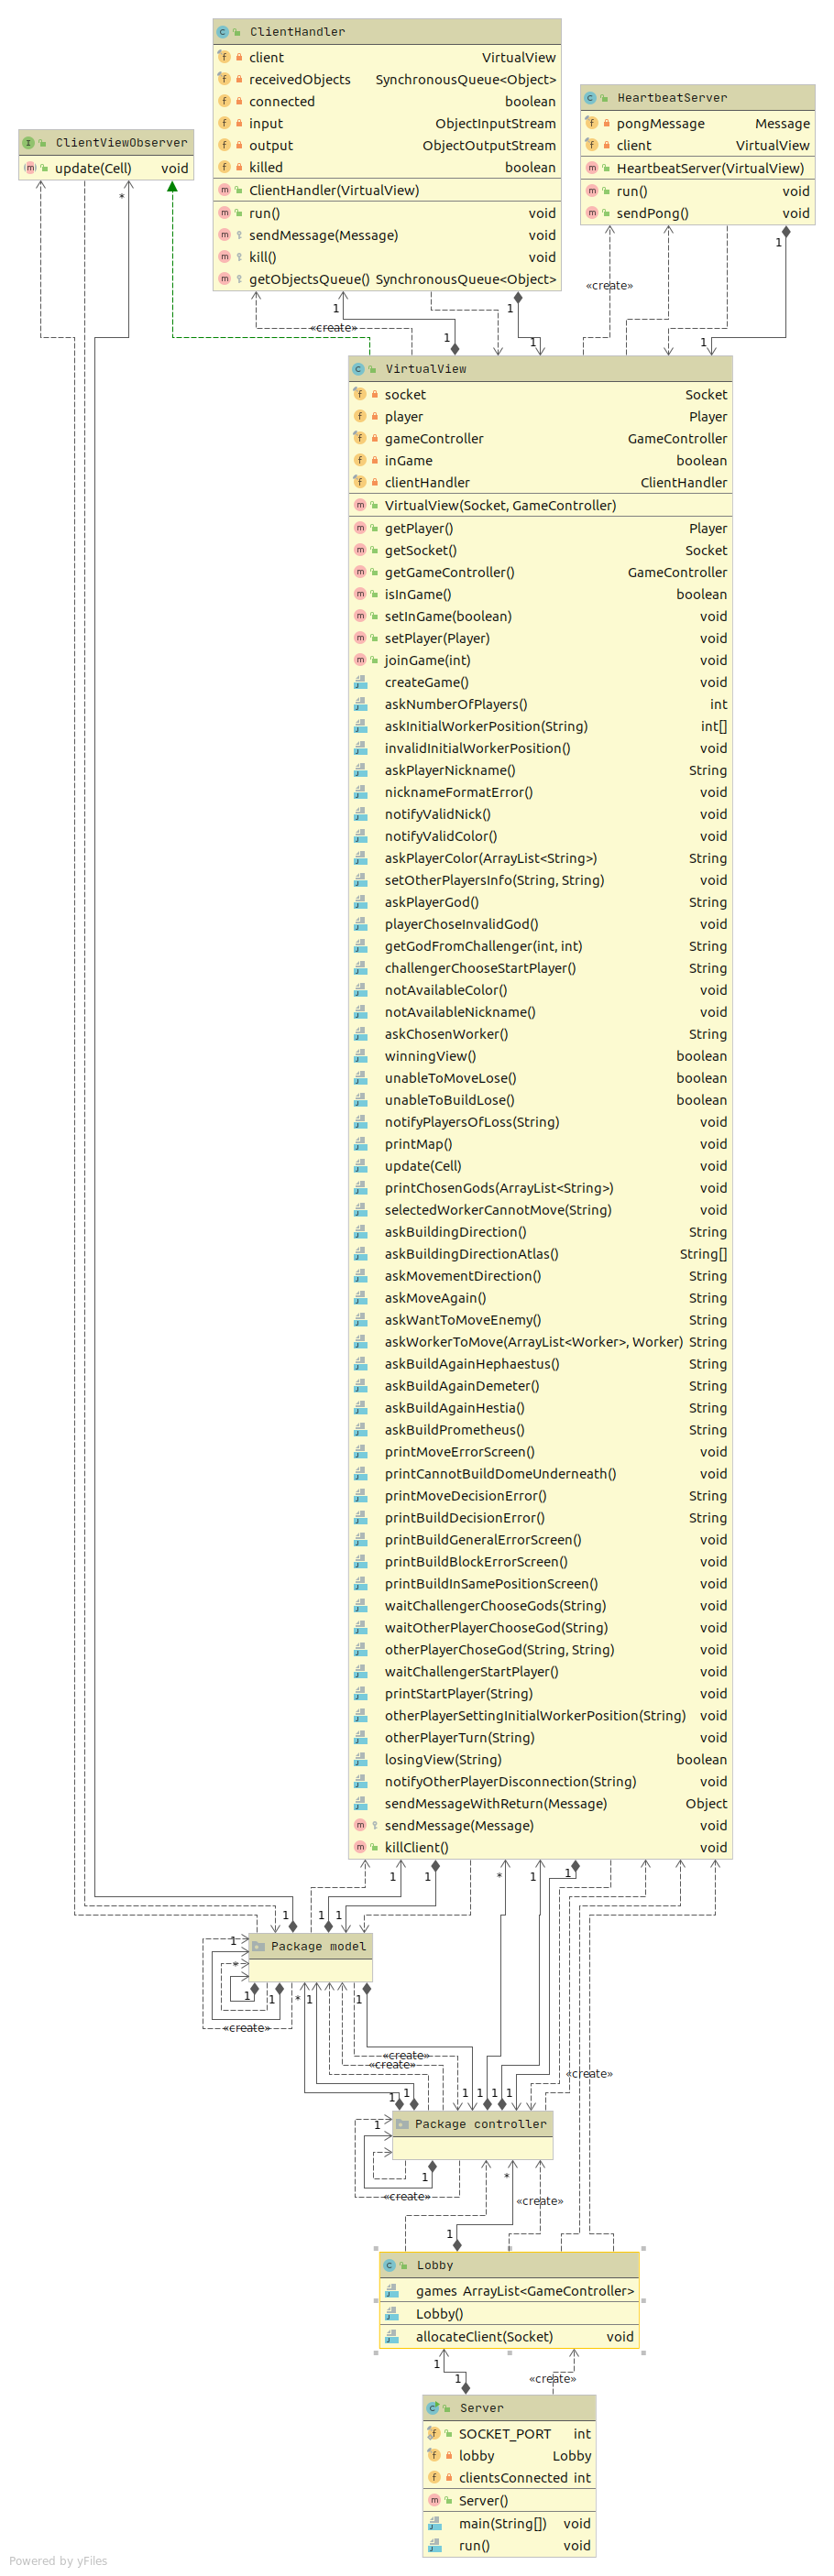 ClientHandler
client VirtualView
receivedObjects SynchronousQueue<Object>
connected boolean
input ObjectInputStream
output ObjectOutputStream
killed boolean
ClientHandler(VirtualView)
run() void
sendMessage(Message) void
kill() void
getObjectsQueue() SynchronousQueue<Object>
HeartbeatServer
pongMessage Message
client VirtualView
HeartbeatServer(VirtualView)
run() void
sendPong() void
ClientViewObserver
update(Cell) void
*
1
«create»
1
«create»
1
1
1
1
VirtualView
socket Socket
player Player
gameController GameController
inGame boolean
clientHandler ClientHandler
VirtualView(Socket, GameController)
getPlayer() Player
getSocket() Socket
getGameController() GameController
isInGame() boolean
setInGame(boolean) void
setPlayer(Player) void
joinGame(int) void
createGame() void
askNumberOfPlayers() int
askInitialWorkerPosition(String) int[]
invalidInitialWorkerPosition() void
askPlayerNickname() String
nicknameFormatError() void
notifyValidNick() void
notifyValidColor() void
askPlayerColor(ArrayList<String>) String
setOtherPlayersInfo(String, String) void
askPlayerGod() String
playerChoseInvalidGod() void
getGodFromChallenger(int, int) String
challengerChooseStartPlayer() String
notAvailableColor() void
notAvailableNickname() void
askChosenWorker() String
winningView() boolean
unableToMoveLose() boolean
unableToBuildLose() boolean
notifyPlayersOfLoss(String) void
printMap() void
update(Cell) void
printChosenGods(ArrayList<String>) void
selectedWorkerCannotMove(String) void
askBuildingDirection() String
askBuildingDirectionAtlas() String[]
askMovementDirection() String
askMoveAgain() String
askWantToMoveEnemy() String
askWorkerToMove(ArrayList<Worker>, Worker) String
askBuildAgainHephaestus() String
askBuildAgainDemeter() String
askBuildAgainHestia() String
askBuildPrometheus() String
printMoveErrorScreen() void
printCannotBuildDomeUnderneath() void
printMoveDecisionError() String
printBuildDecisionError() String
printBuildGeneralErrorScreen() void
printBuildBlockErrorScreen() void
printBuildInSamePositionScreen() void
waitChallengerChooseGods(String) void
waitOtherPlayerChooseGod(String) void
otherPlayerChoseGod(String, String) void
waitChallengerStartPlayer() void
printStartPlayer(String) void
otherPlayerSettingInitialWorkerPosition(String) void
otherPlayerTurn(String) void
losingView(String) boolean
notifyOtherPlayerDisconnection(String) void
sendMessageWithReturn(Message) Object
sendMessage(Message) void
killClient() void
1 1 * 1 1
1 1 1
Package model
1
*
1 1 * 1 1
«create»
«create»
«create»
«create»
1 1 1 1 1 1
Package controller
1
1
«create»
*
«create»
1
Lobby
games ArrayList<GameController>
Lobby()
allocateClient(Socket) void
1
1
«create»
Server
SOCKET_PORT int
lobby Lobby
clientsConnected int
Server()
main(String[]) void
run() void
Powered by yFiles